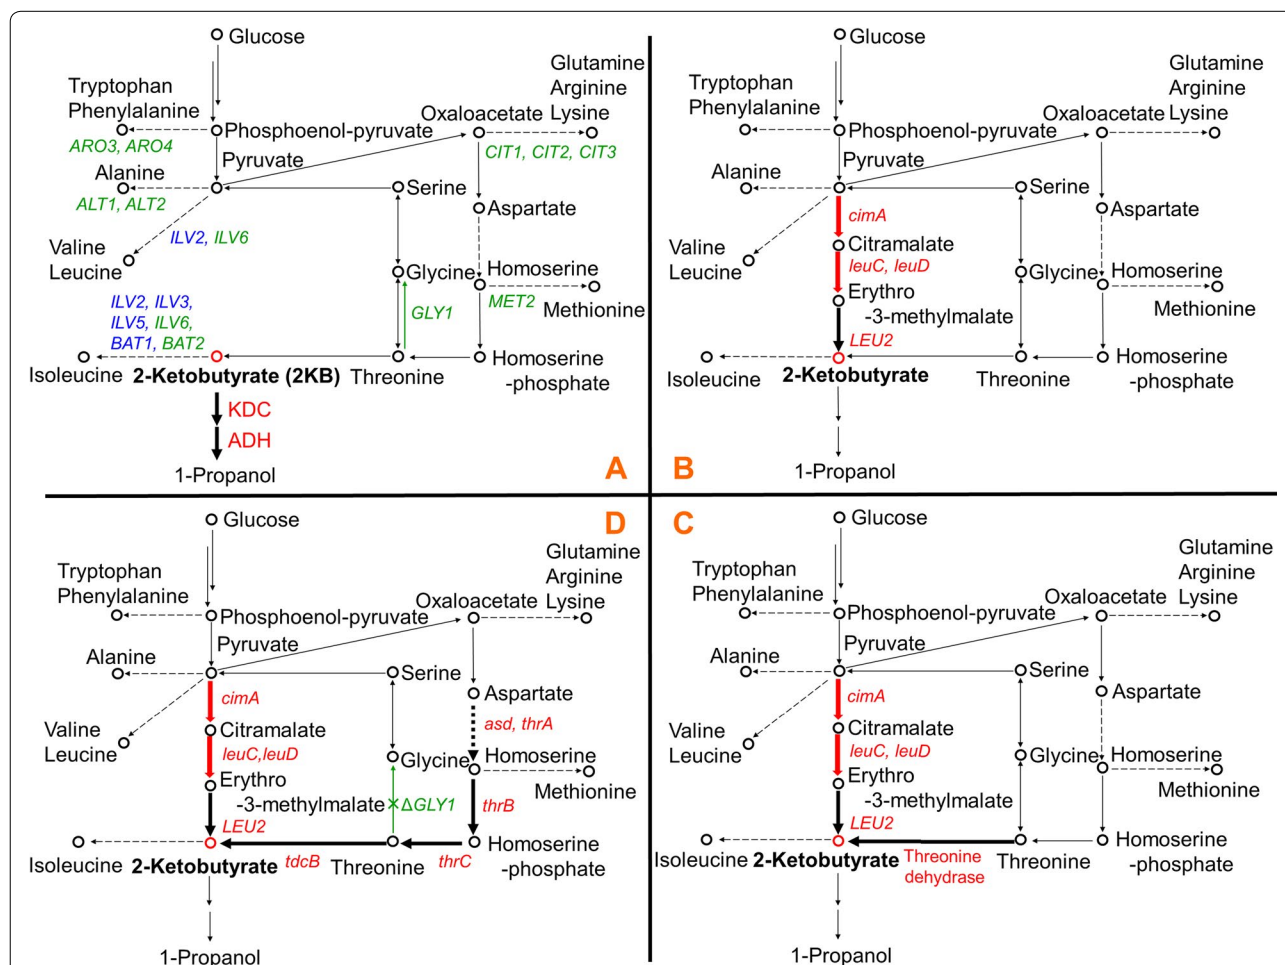 Glucose
Tryptophan
Phenylalanine
Phosphoenol-pyruvate
ARO3, ARO4
Pyruvate
Oxaloacetate
Glutamine
Arginine
Lysine
CIT1, CIT2, CIT3
Alanine
ALT1, ALT2
Serine
Aspartate
Valine
Leucine
ILV2, ILV6
Glycine
Homoserine
MET2
Methionine
GLY1
ILV2, ILV3,
ILV5, ILV6,
BAT1, BAT2
Isoleucine
2-Ketobutyrate (2KB)
Threonine
Homoserine
-phosphate
KDC
ADH
1-Propanol
A
Glucose
Tryptophan
Phenylalanine
Phosphoenol-pyruvate
Pyruvate
Oxaloacetate
Glutamine
Arginine
Lysine
Alanine
Serine
Aspartate
cimA
Valine
Leucine
Citramalate
leuC, leuD
Glycine
Homoserine
Methionine
Erythro
-3-methylmalate
LEU2
Isoleucine
2-Ketobutyrate
Threonine
Homoserine
-phosphate
1-Propanol
B
D
Glucose
Tryptophan
Phenylalanine
Phosphoenol-pyruvate
Pyruvate
Oxaloacetate
Glutamine
Arginine
Lysine
Alanine
Serine
Aspartate
cimA
asd, thrA
Valine
Leucine
Citramalate
leuC,leuD
Glycine
Homoserine
Methionine
Erythro
-3-methylmalate
ΔGLY1
thrB
LEU2
Isoleucine
2-Ketobutyrate
tdcB
Threonine
thrC
Homoserine
-phosphate
1-Propanol
C
Glucose
Tryptophan
Phenylalanine
Phosphoenol-pyruvate
Pyruvate
Oxaloacetate
Glutamine
Arginine
Lysine
Alanine
Serine
Aspartate
cimA
Valine
Leucine
Citramalate
leuC, leuD
Glycine
Homoserine
Methionine
Erythro
-3-methylmalate
LEU2
Isoleucine
2-Ketobutyrate
Threonine
dehydrase
Threonine
Homoserine
-phosphate
1-Propanol